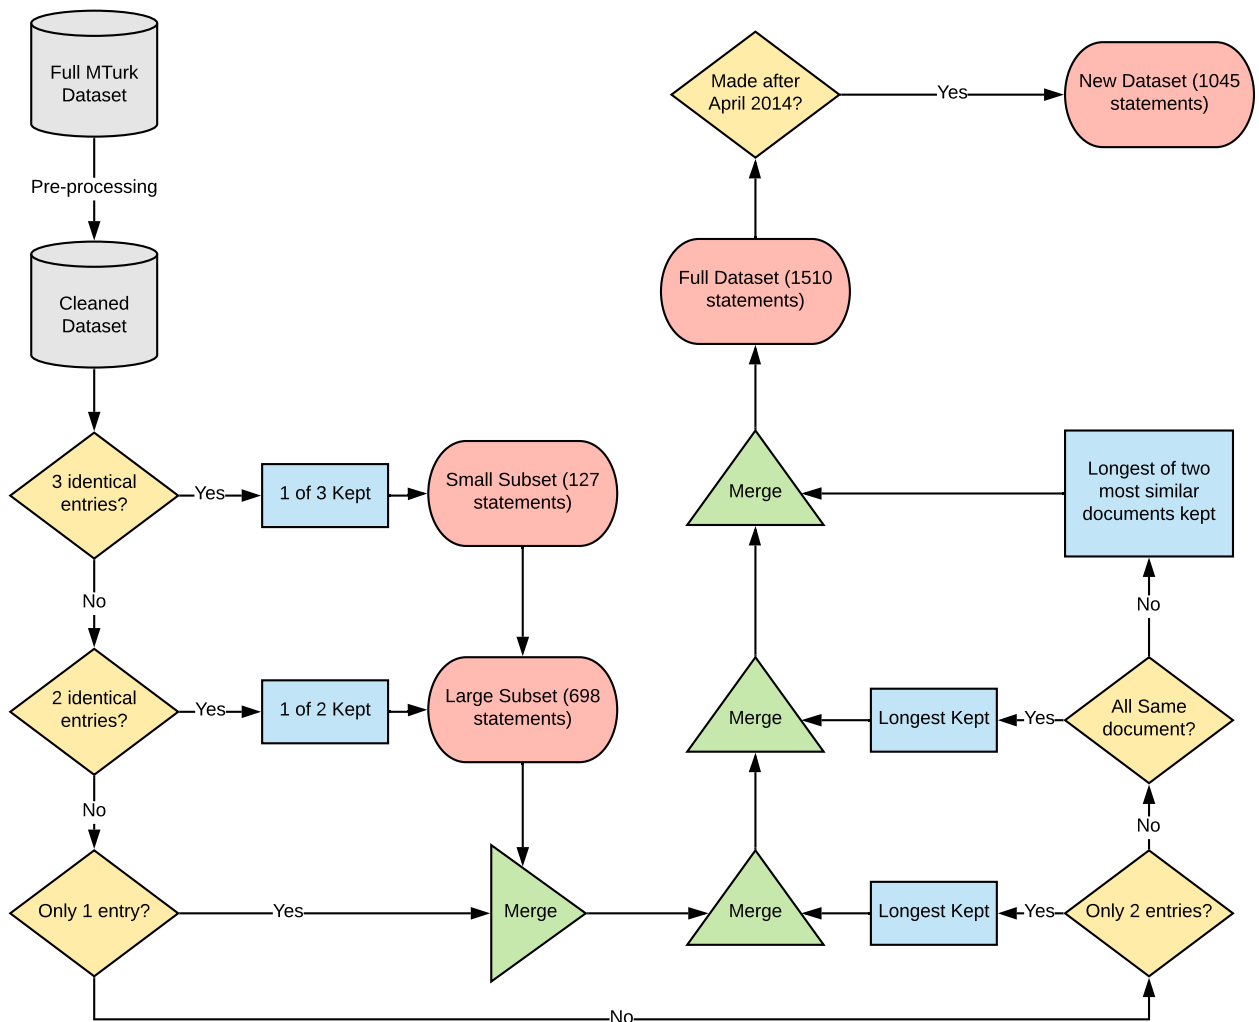 Full MTurk
Dataset
Pre-processing
Cleaned
Dataset
3 identical
entries?
Yes
1 of 3 Kept
Small Subset (127
statements)
No
2 identical
entries?
Yes
1 of 2 Kept
Large Subset (698
statements)
No
Only 1 entry?
Yes
Merge
No
Only 2 entries?
Yes
Longest Kept
Merge
No
All Same
document?
Yes
Longest Kept
Merge
No
Longest of two
most similar
documents kept
Merge
Full Dataset (1510
statements)
Made after
April 2014?
Yes
New Dataset (1045
statements)